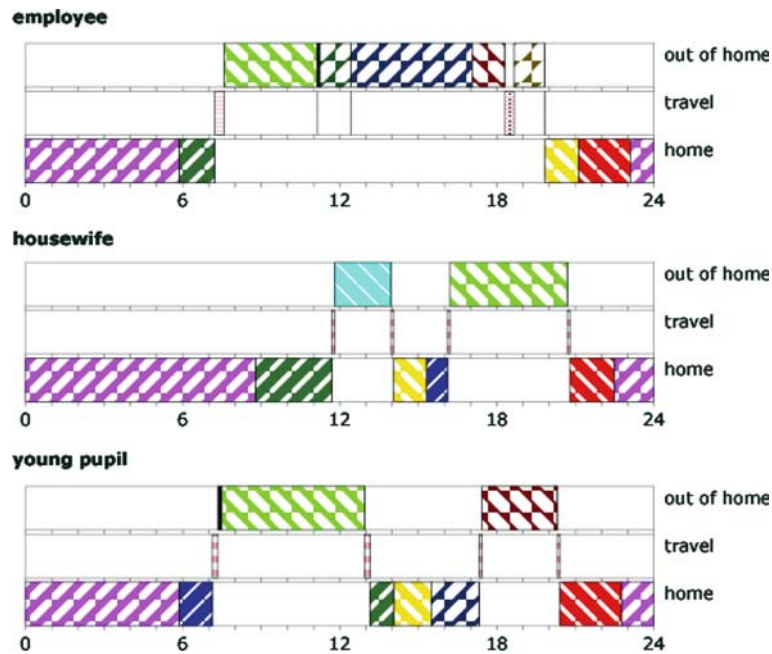 employee
out of home
travel
home
0 6 12 18 24
housewife
out of home
travel
home
0 6 12 18 24
young pupil
out of home
travel
home
0 6 12 18 24